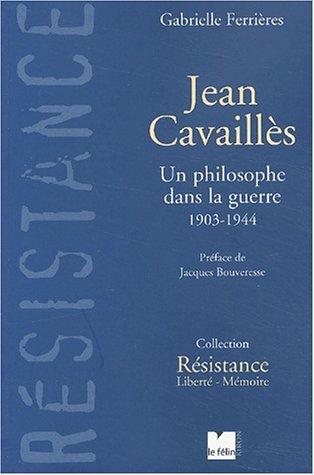 Gabrielle Ferrières
RÉSISTANCE
Jean
Cavaillès
Un philosophe
dans la guerre
1903-1944
Préface de
Jacques Bouveresse
Collection
Résistance
Liberté - Mémoire
le félin
KIRON